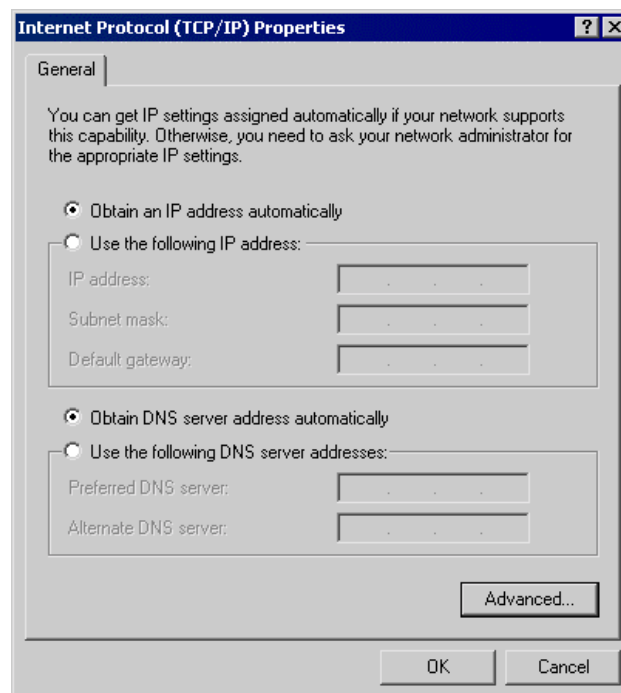 Internet Protocol (TCP/IP) Properties
General
You can get IP settings assigned automatically if your network supports
this capability. Otherwise, you need to ask your network administrator for
the appropriate IP settings.
Obtain an IP address automatically
Use the following IP address:
IP address:
Subnet mask:
Default gateway:
Obtain DNS server address automatically
Use the following DNS server addresses:
Preferred DNS server:
Alternate DNS server:
Advanced...
OK Cancel